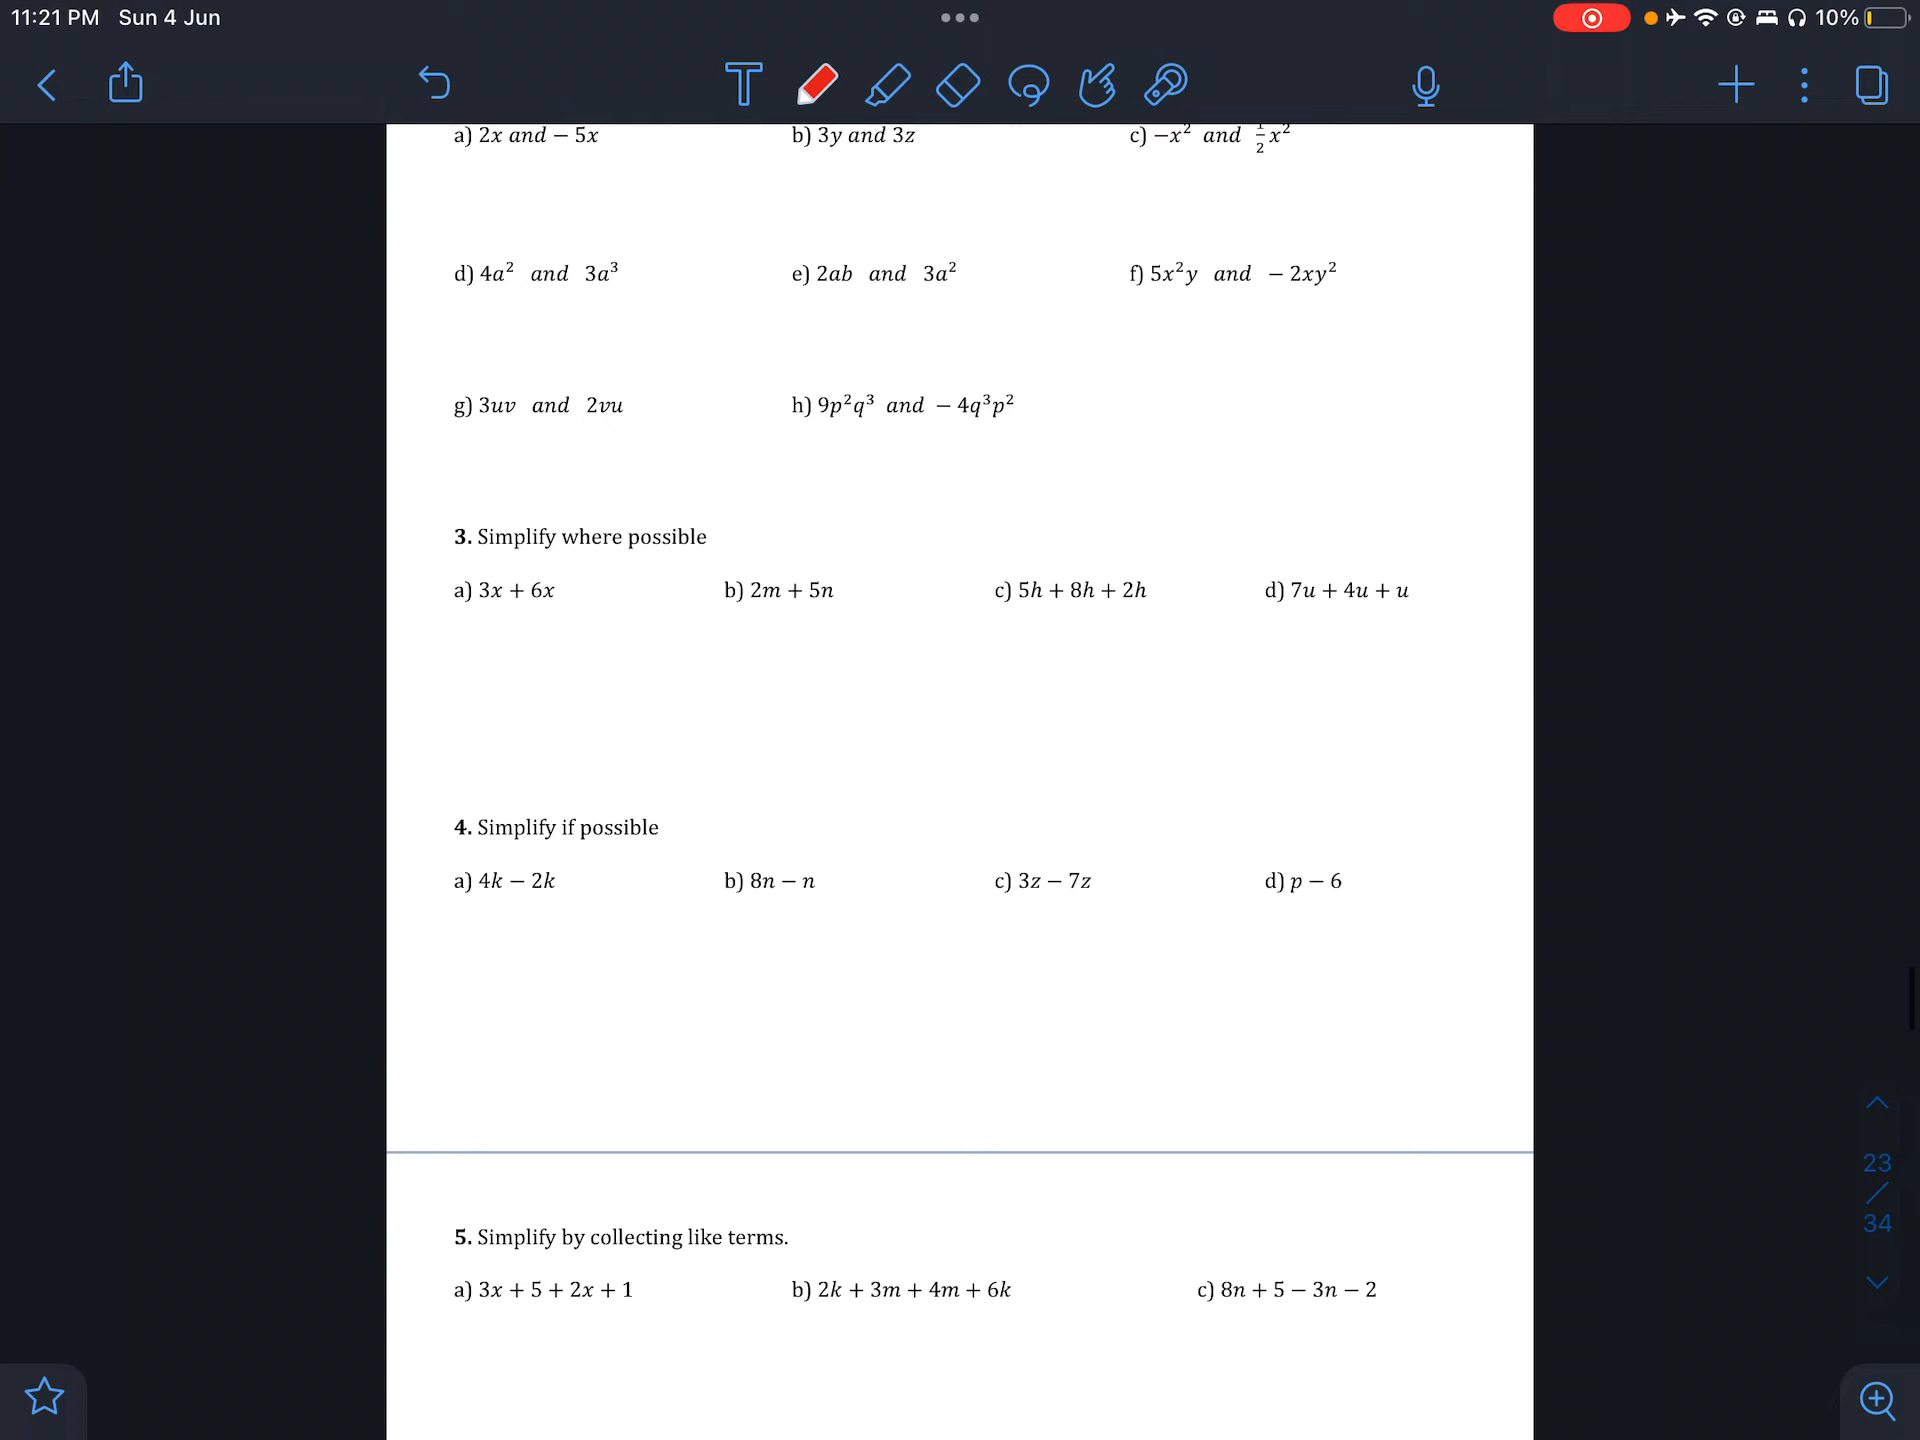 11:21 PM Sun 4 Jun
10%
a) 2x and − 5x b) 3y and 3z c) −x² and ½x²
d) 4a² and 3a³ e) 2ab and 3a² f) 5x²y and − 2xy²
g) 3uv and 2vu h) 9p²q³ and − 4q³p²
3. Simplify where possible
a) 3x + 6x b) 2m + 5n c) 5h + 8h + 2h d) 7u + 4u + u
4. Simplify if possible
a) 4k − 2k b) 8n − n c) 3z − 7z d) p − 6
23
/
34
5. Simplify by collecting like terms.
a) 3x + 5 + 2x + 1 b) 2k + 3m + 4m + 6k c) 8n + 5 − 3n − 2